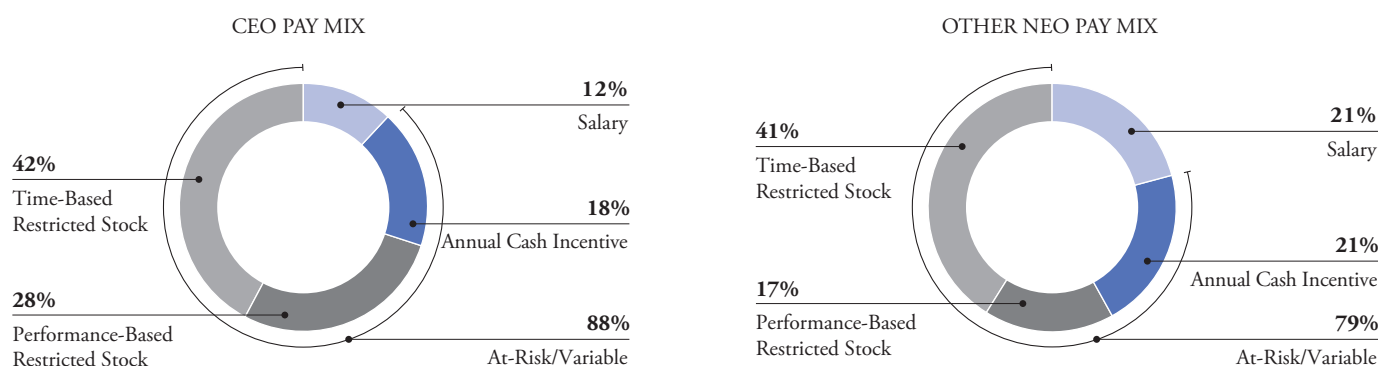 CEO PAY MIX
12%
Salary
42%
Time-Based
Restricted Stock
18%
Annual Cash Incentive
28%
Performance-Based
Restricted Stock
88%
At-Risk/Variable
OTHER NEO PAY MIX
21%
Salary
41%
Time-Based
Restricted Stock
21%
Annual Cash Incentive
17%
Performance-Based
Restricted Stock
79%
At-Risk/Variable